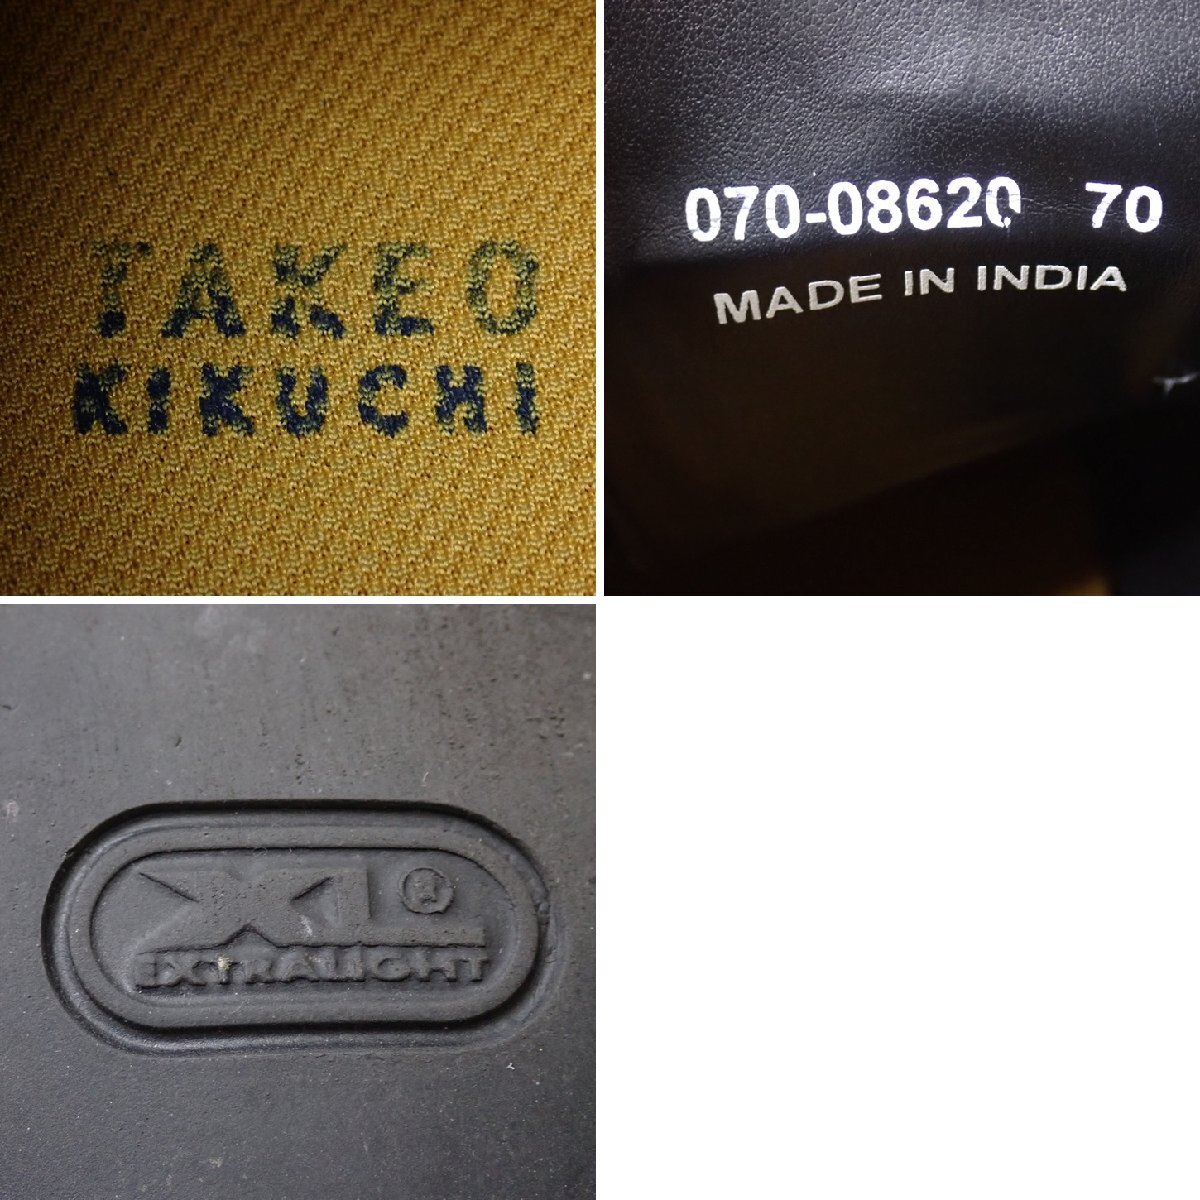 TAKEO
KIKUCHI
070-08620 70
MADE IN INDIA
XL®
EXTRALIGHT